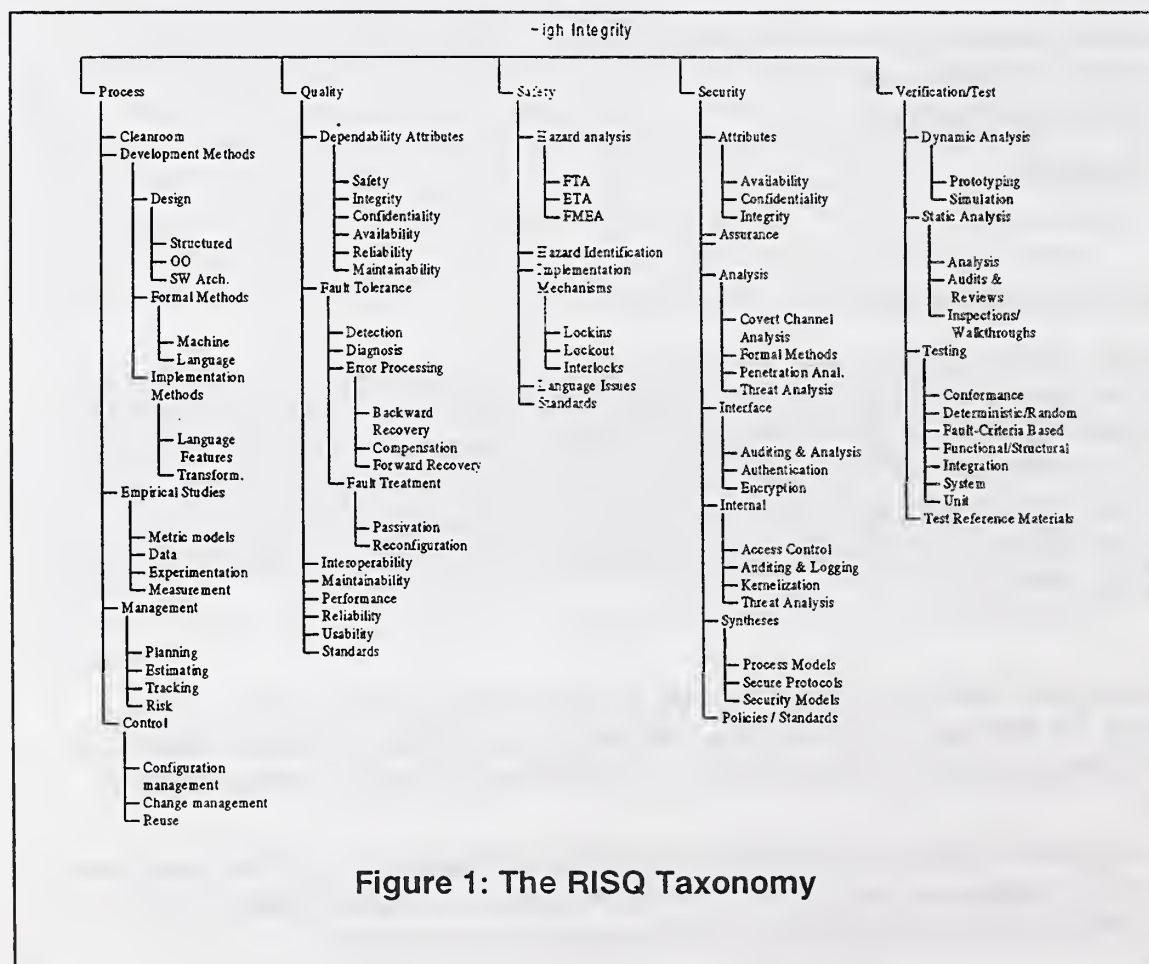 High Integrity
Process
Cleanroom
Development Methods
Design
Structured
OO
SW Arch.
Formal Methods
Machine
Language
Implementation
Methods
Language
Features
Transform.
Empirical Studies
Metric models
Data
Experimentation
Measurement
Management
Planning
Estimating
Tracking
Risk
Control
Configuration
management
Change management
Reuse
Quality
Dependability Attributes
Safety
Integrity
Confidentiality
Availability
Reliability
Maintainability
Fault Tolerance
Detection
Diagnosis
Error Processing
Backward
Recovery
Compensation
Forward Recovery
Fault Treatment
Passivation
Reconfiguration
Interoperability
Maintainability
Performance
Reliability
Usability
Standards
Safety
Hazard analysis
FTA
ETA
FMEA
Hazard Identification
Implementation
Mechanisms
Lockins
Lockout
Interlocks
Language Issues
Standards
Security
Attributes
Availability
Confidentiality
Integrity
Assurance
Analysis
Covert Channel
Analysis
Formal Methods
Penetration Anal.
Threat Analysis
Interface
Auditing & Analysis
Authentication
Encryption
Internal
Access Control
Auditing & Logging
Kernelization
Threat Analysis
Syntheses
Process Models
Secure Protocols
Security Models
Policies / Standards
Verification/Test
Dynamic Analysis
Prototyping
Simulation
Static Analysis
Analysis
Audits &
Reviews
Inspections/
Walkthroughs
Testing
Conformance
Deterministic/Random
Fault-Criteria Based
Functional/Structural
Integration
System
Unit
Test Reference Materials
Figure 1: The RISQ Taxonomy